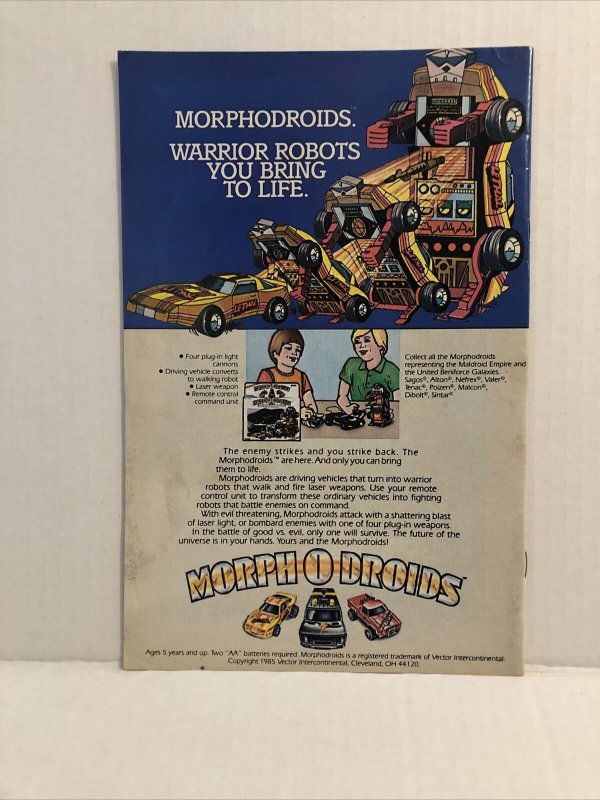 MORPHODROIDS.™
WARRIOR ROBOTS
YOU BRING
TO LIFE.
• Four plug-in light
cannons
• Driving vehicle converts
to walking robot
• Laser weapon
• Remote control
command unit
Collect all the Morphodroids
representing the Maldroid Empire and
the United Beniforce Galaxies.
Sagos®, Alton®, Nefrex®, Valer®,
Tenac®, Poizen®, Malcon®,
Dibolt®, Sintar®
The enemy strikes and you strike back. The
Morphodroids™ are here. And only you can bring
them to life.
Morphodroids are driving vehicles that turn into warrior
robots that walk and fire laser weapons. Use your remote
control unit to transform these ordinary vehicles into fighting
robots that battle enemies on command.
With evil threatening, Morphodroids attack with a shattering blast
of laser light, or bombard enemies with one of four plug-in weapons.
In the battle of good vs. evil, only one will survive. The future of the
universe is in your hands. Yours and the Morphodroids!
MORPH O DROIDS™
Ages 5 years and up. Two "AA" batteries required. Morphodroids is a registered trademark of Vector Intercontinental.
Copyright 1985 Vector Intercontinental, Cleveland, OH 44120.